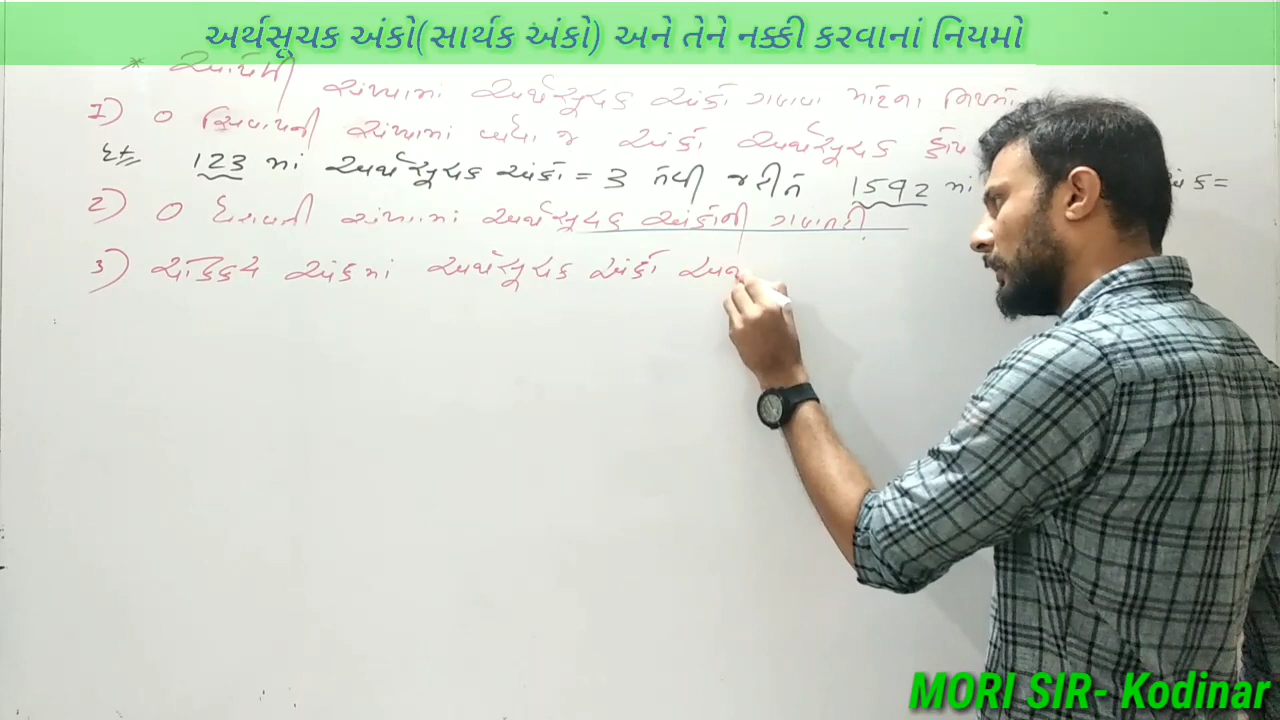 અર્થસૂચક અંકો(સાર્થક અંકો) અને તેને નક્કી કરવાનાં નિયમો
* આપેલી સંખ્યામાં અર્થસૂચક અંકો ગણવા માટેના નિયમો
1) 0 સિવાયની સંખ્યામાં બધા જ અંકો અર્થસૂચક હોય
દા.ત. 123 માં અર્થસૂચક અંકો = 3 તેવી જ રીતે 1592 માં અંક =
2) 0 ધરાવતી સંખ્યામાં અર્થસૂચક અંકોની ગણતરી
3) ચોક્કસ અંકમાં અર્થસૂચક અંકો
MORI SIR- Kodinar